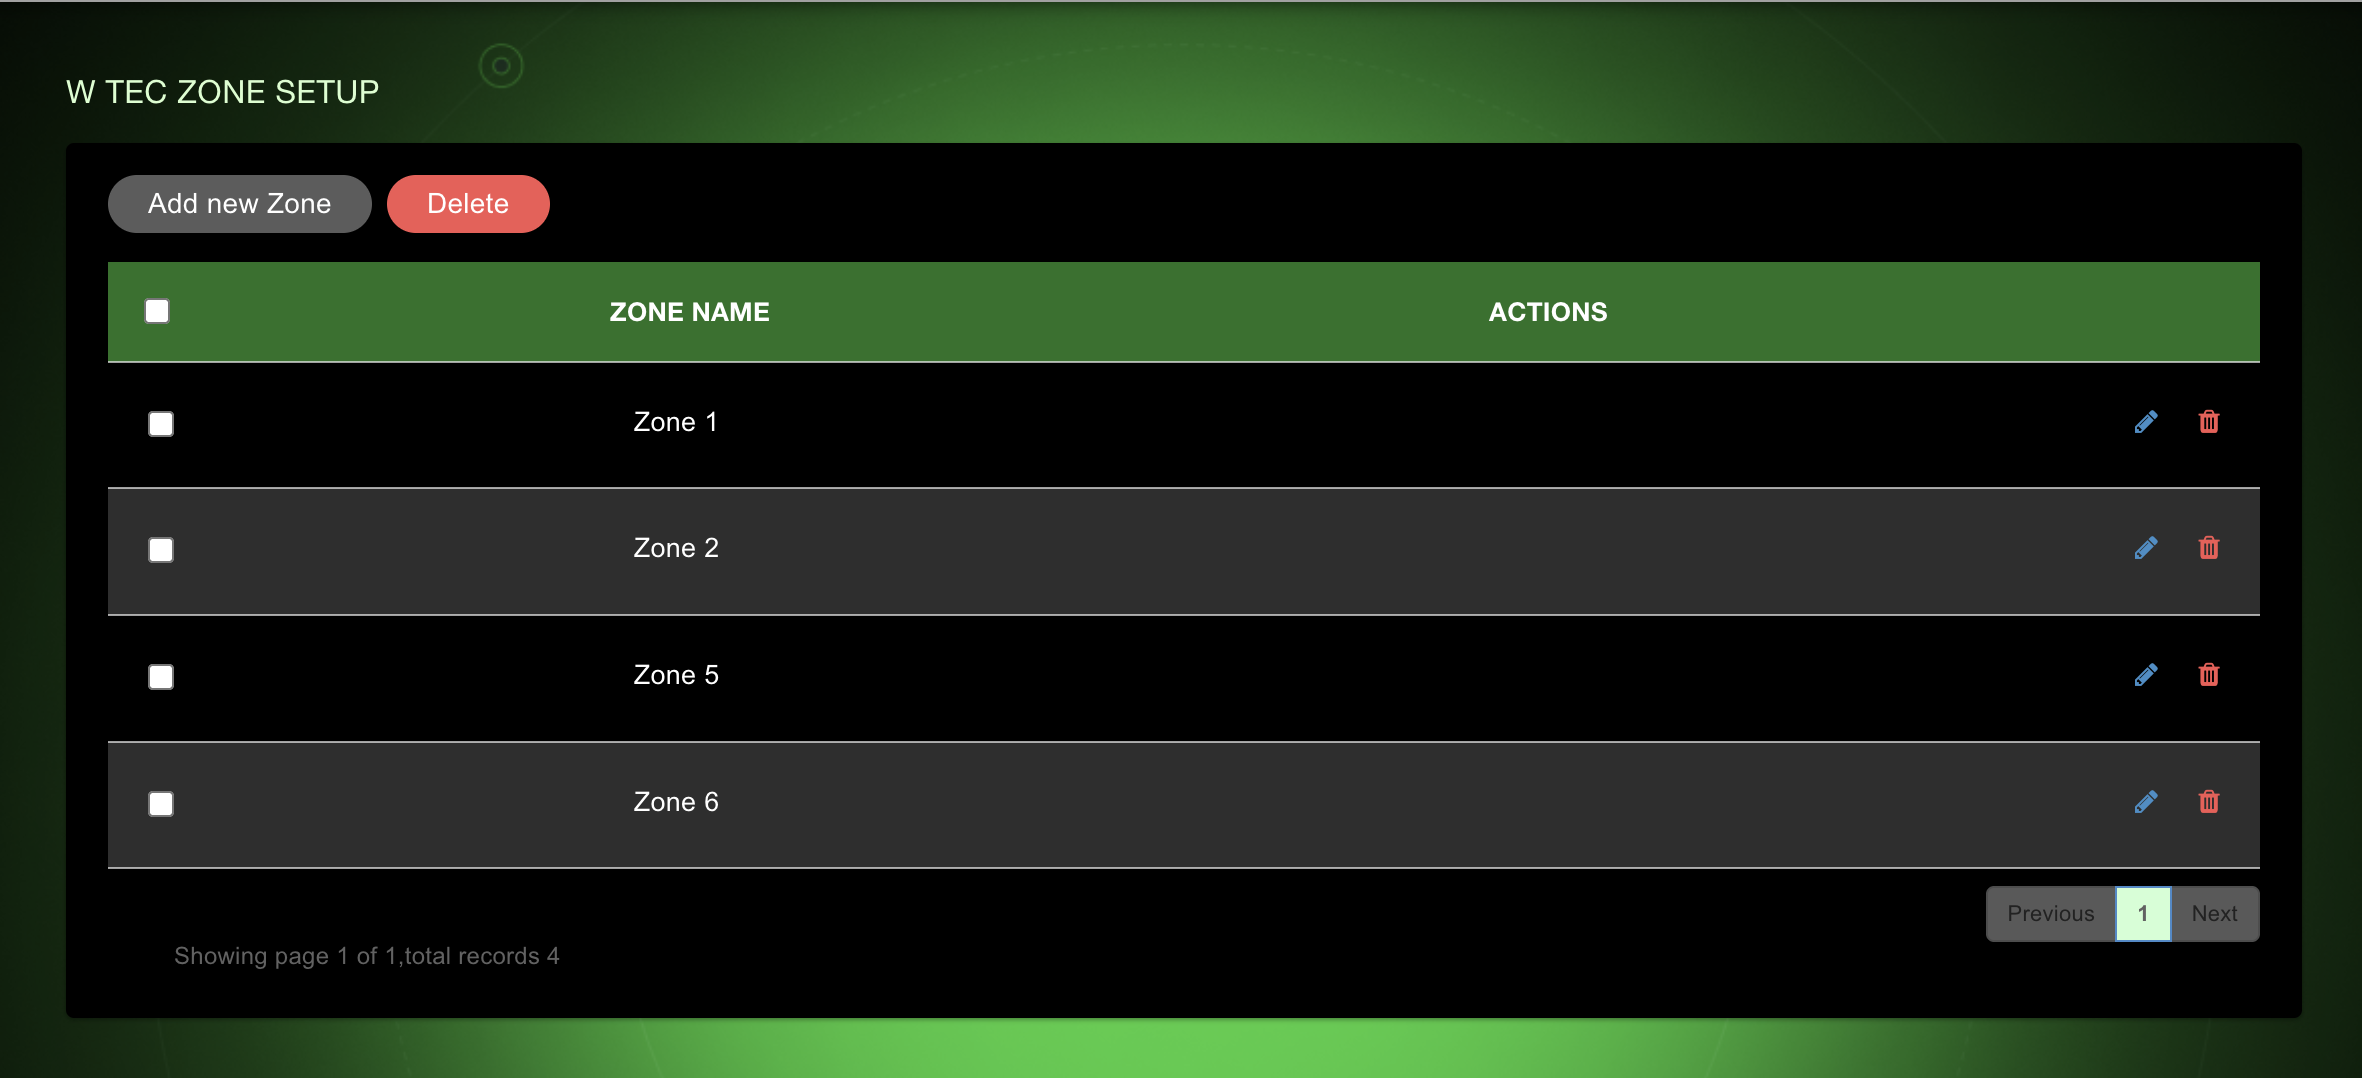 W TEC ZONE SETUP
Add new Zone Delete
ZONE NAME ACTIONS
Zone 1
Zone 2
Zone 5
Zone 6
Previous 1 Next
Showing page 1 of 1,total records 4